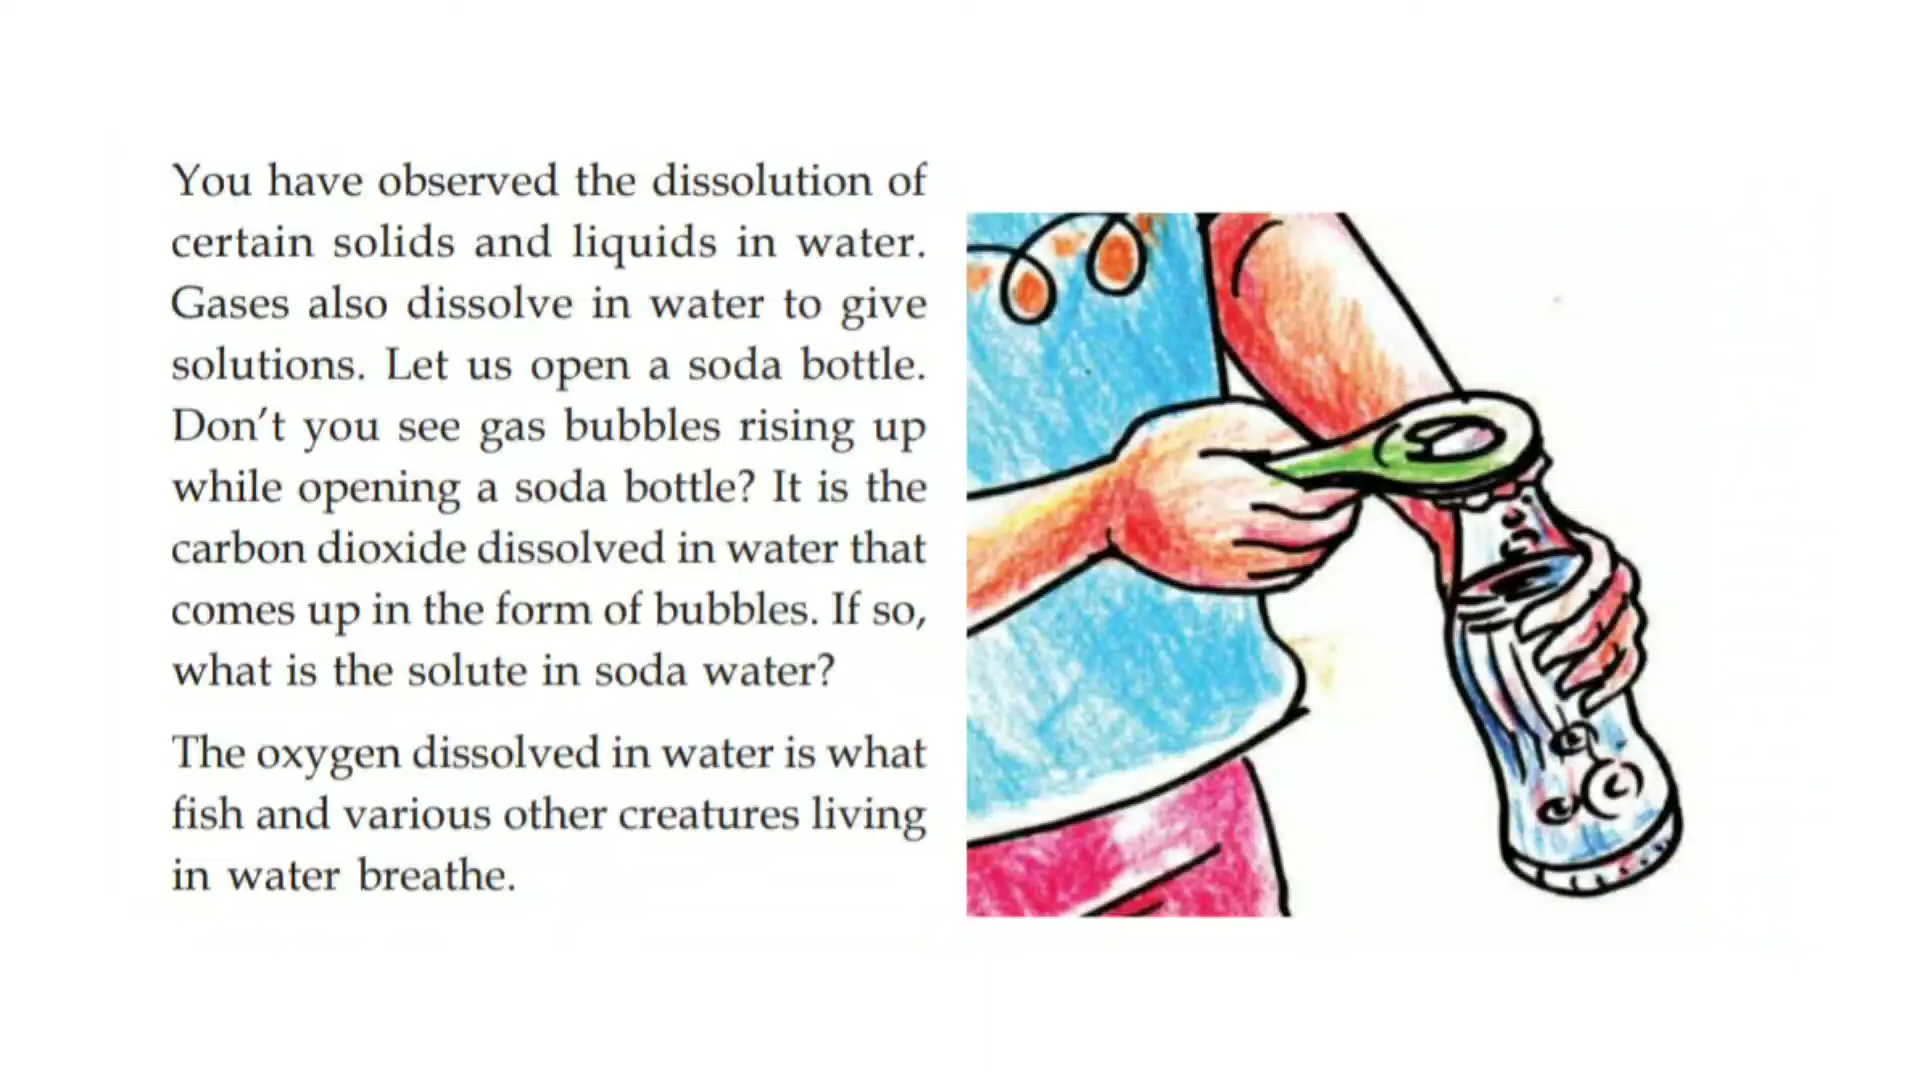 You have observed the dissolution of
certain solids and liquids in water.
Gases also dissolve in water to give
solutions. Let us open a soda bottle.
Don't you see gas bubbles rising up
while opening a soda bottle? It is the
carbon dioxide dissolved in water that
comes up in the form of bubbles. If so,
what is the solute in soda water?
The oxygen dissolved in water is what
fish and various other creatures living
in water breathe.